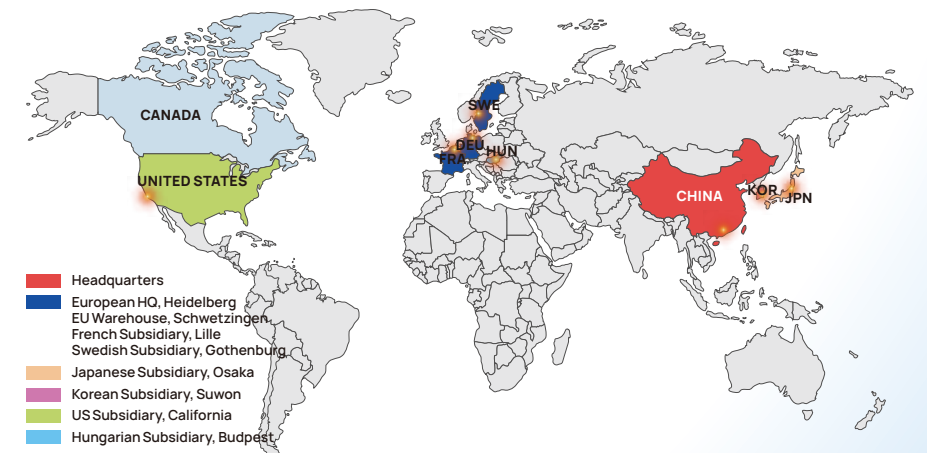 CANADA
UNITED STATES
SWE
DEU
HUN
FRA
CHINA
KOR
JPN
Headquarters
European HQ, Heidelberg
EU Warehouse, Schwetzingen
French Subsidiary, Lille
Swedish Subsidiary, Gothenburg
Japanese Subsidiary, Osaka
Korean Subsidiary, Suwon
US Subsidiary, California
Hungarian Subsidiary, Budpest